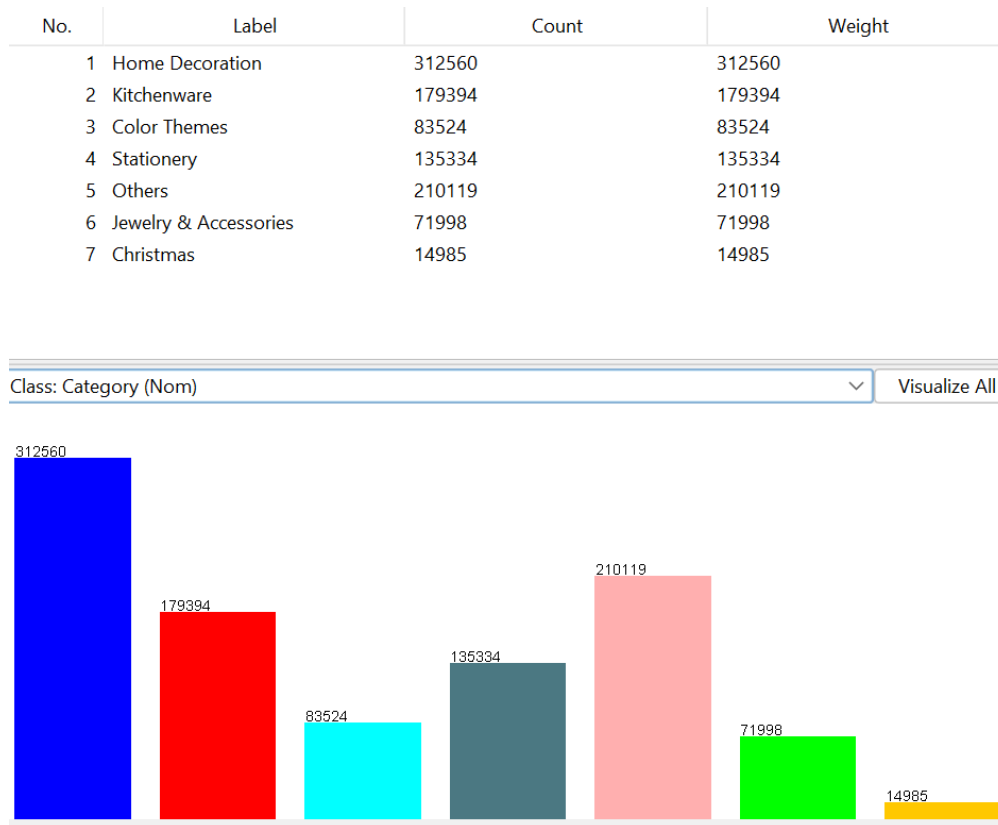 No. Label Count Weight
1 Home Decoration 312560 312560
2 Kitchenware 179394 179394
3 Color Themes 83524 83524
4 Stationery 135334 135334
5 Others 210119 210119
6 Jewelry & Accessories 71998 71998
7 Christmas 14985 14985
Class: Category (Nom) Visualize All
312560
210119
179394
135334
83524
71998
14985